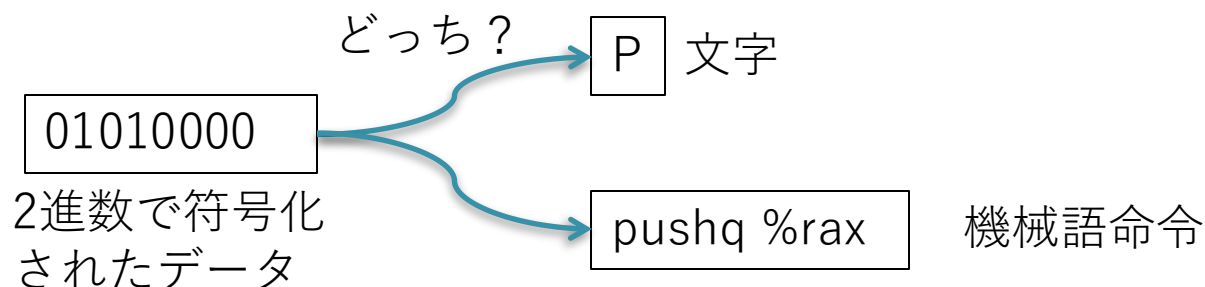 どっち？
P 文字
01010000
2進数で符号化
されたデータ
pushq %rax 機械語命令